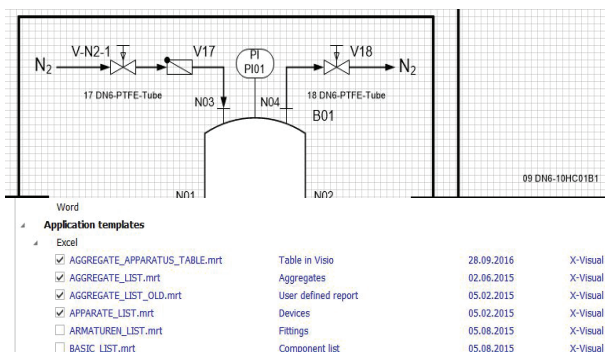 V-N2-1 V17 PI PI01 V18
N2 N2
17 DN6-PTFE-Tube 18 DN6-PTFE-Tube
N03 N04
B01
09 DN6-10HC01B1
N01 N02
Word
Application templates
Excel
AGGREGATE_APPARATUS_TABLE.mrt Table in Visio 28.09.2016 X-Visual
AGGREGATE_LIST.mrt Aggregates 02.06.2015 X-Visual
AGGREGATE_LIST_OLD.mrt User defined report 05.02.2015 X-Visual
APPARATE_LIST.mrt Devices 05.02.2015 X-Visual
ARMATUREN_LIST.mrt Fittings 05.08.2015 X-Visual
BASIC_LIST.mrt Component list 05.08.2015 X-Visual